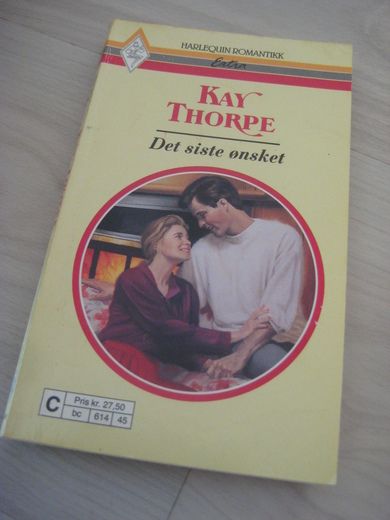 HARLEQUIN ROMANTIKK
Extra
KAY
THORPE
Det siste ønsket
C
Pris kr. 27,50
bc 614 45